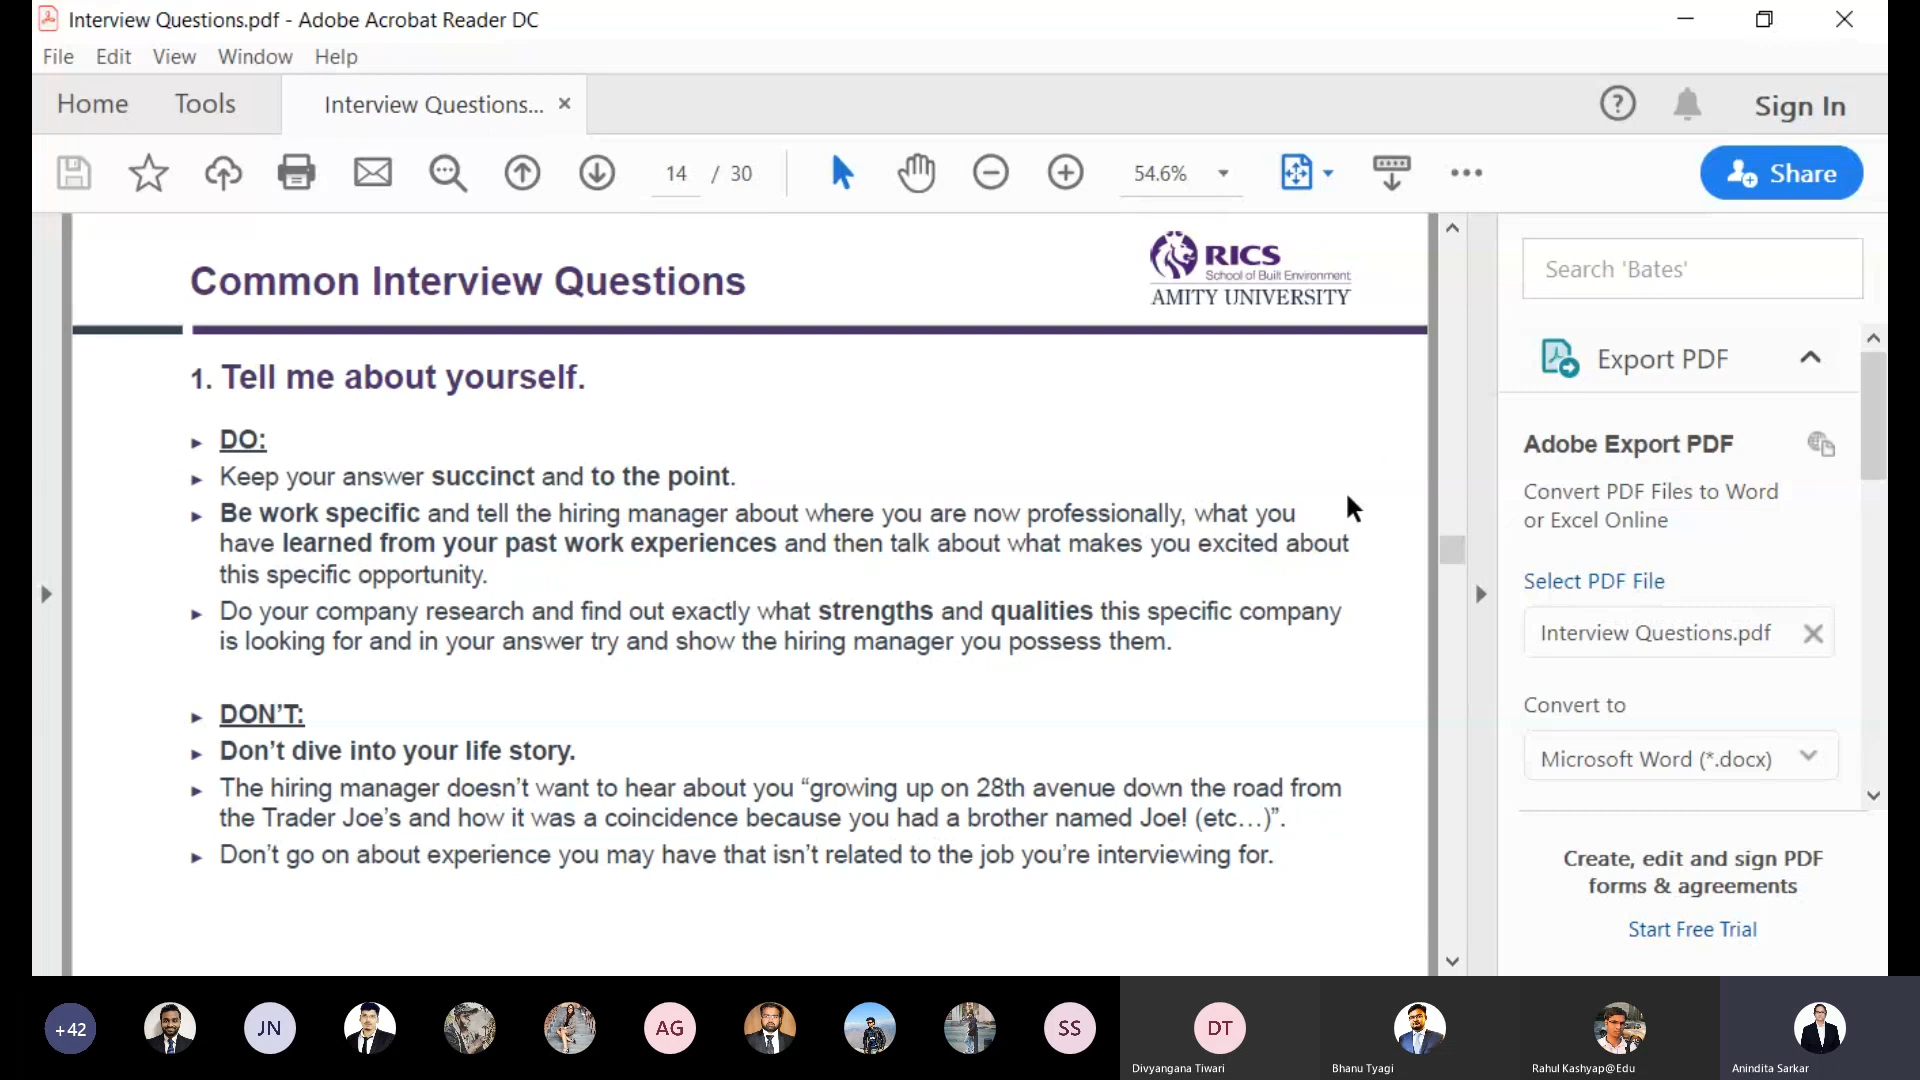 Interview Questions.pdf - Adobe Acrobat Reader DC
File Edit View Window Help
Home Tools Interview Questions... × ? Sign In
14 / 30 54.6% Share
Common Interview Questions
RICS
School of Built Environment
AMITY UNIVERSITY
1. Tell me about yourself.
DO:
Keep your answer succinct and to the point.
Be work specific and tell the hiring manager about where you are now professionally, what you
have learned from your past work experiences and then talk about what makes you excited about
this specific opportunity.
Do your company research and find out exactly what strengths and qualities this specific company
is looking for and in your answer try and show the hiring manager you possess them.
DON’T:
Don’t dive into your life story.
The hiring manager doesn’t want to hear about you “growing up on 28th avenue down the road from
the Trader Joe’s and how it was a coincidence because you had a brother named Joe! (etc…)”.
Don’t go on about experience you may have that isn’t related to the job you’re interviewing for.
Search 'Bates'
Export PDF
Adobe Export PDF
Convert PDF Files to Word
or Excel Online
Select PDF File
Interview Questions.pdf
Convert to
Microsoft Word (*.docx)
Create, edit and sign PDF
forms & agreements
Start Free Trial
+42 JN AG SS DT
Divyangana Tiwari Bhanu Tyagi Rahul Kashyap@Edu Anindita Sarkar